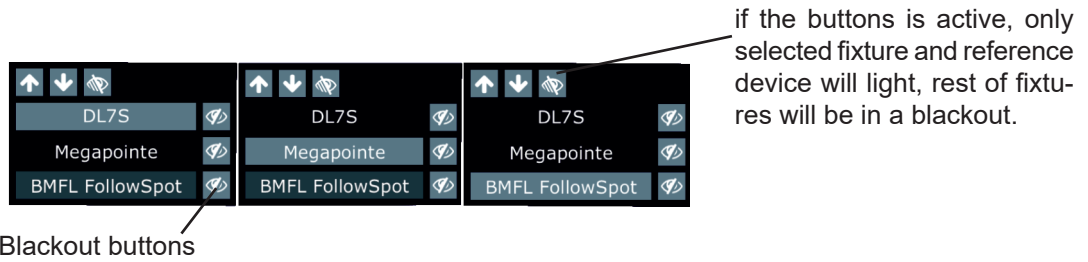 if the buttons is active, only
selected fixture and reference
device will light, rest of fixtu-
res will be in a blackout.
DL7S
Megapointe
BMFL FollowSpot
DL7S
Megapointe
BMFL FollowSpot
DL7S
Megapointe
BMFL FollowSpot
Blackout buttons